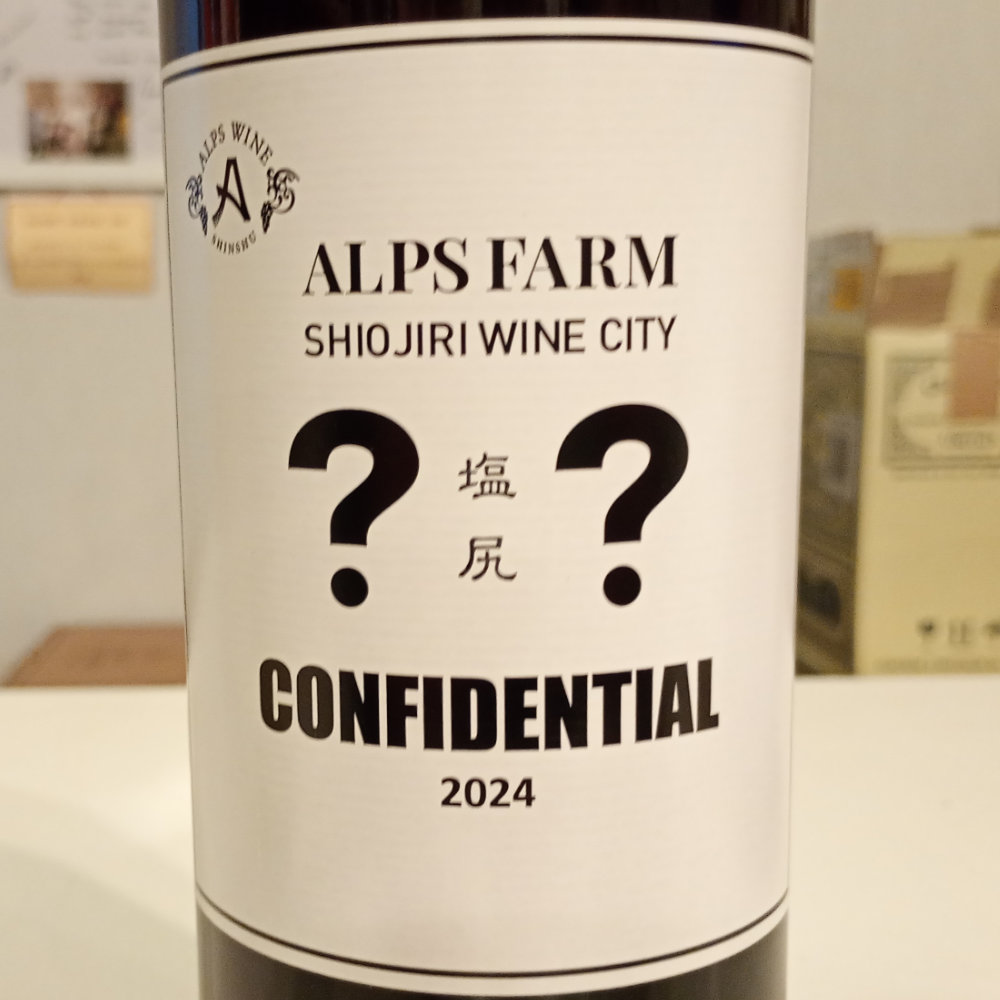 ALPS WINE
A
SHINSHU
ALPS FARM
SHIOJIRI WINE CITY
? 塩尻 ?
CONFIDENTIAL
2024